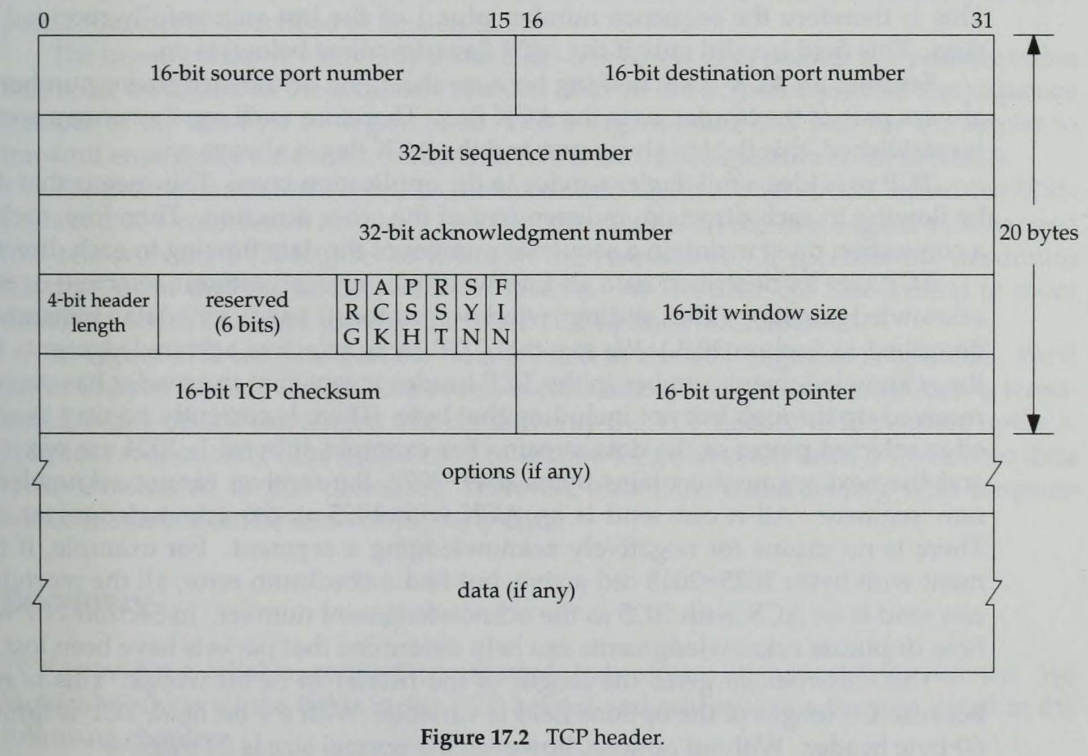 0 15 16 31
16-bit source port number 16-bit destination port number
32-bit sequence number
32-bit acknowledgment number
20 bytes
4-bit header
length
reserved
(6 bits)
U A P R S F
R C S S Y I
G K H T N N
16-bit window size
16-bit TCP checksum 16-bit urgent pointer
options (if any)
data (if any)
Figure 17.2 TCP header.